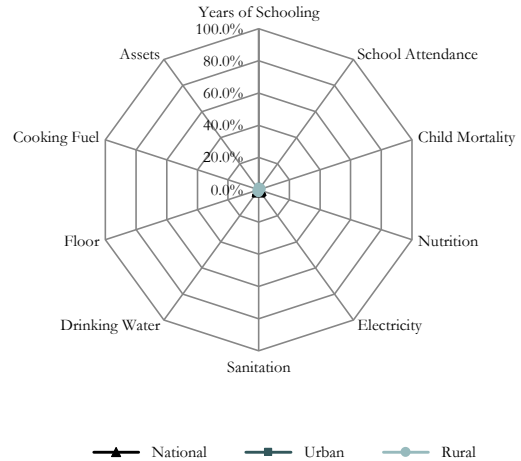 Years of Schooling
100.0%
Assets
School Attendance
80.0%
60.0%
Cooking Fuel
Child Mortality
40.0%
20.0%
0.0%
Floor
Nutrition
Drinking Water
Electricity
Sanitation
National Urban Rural